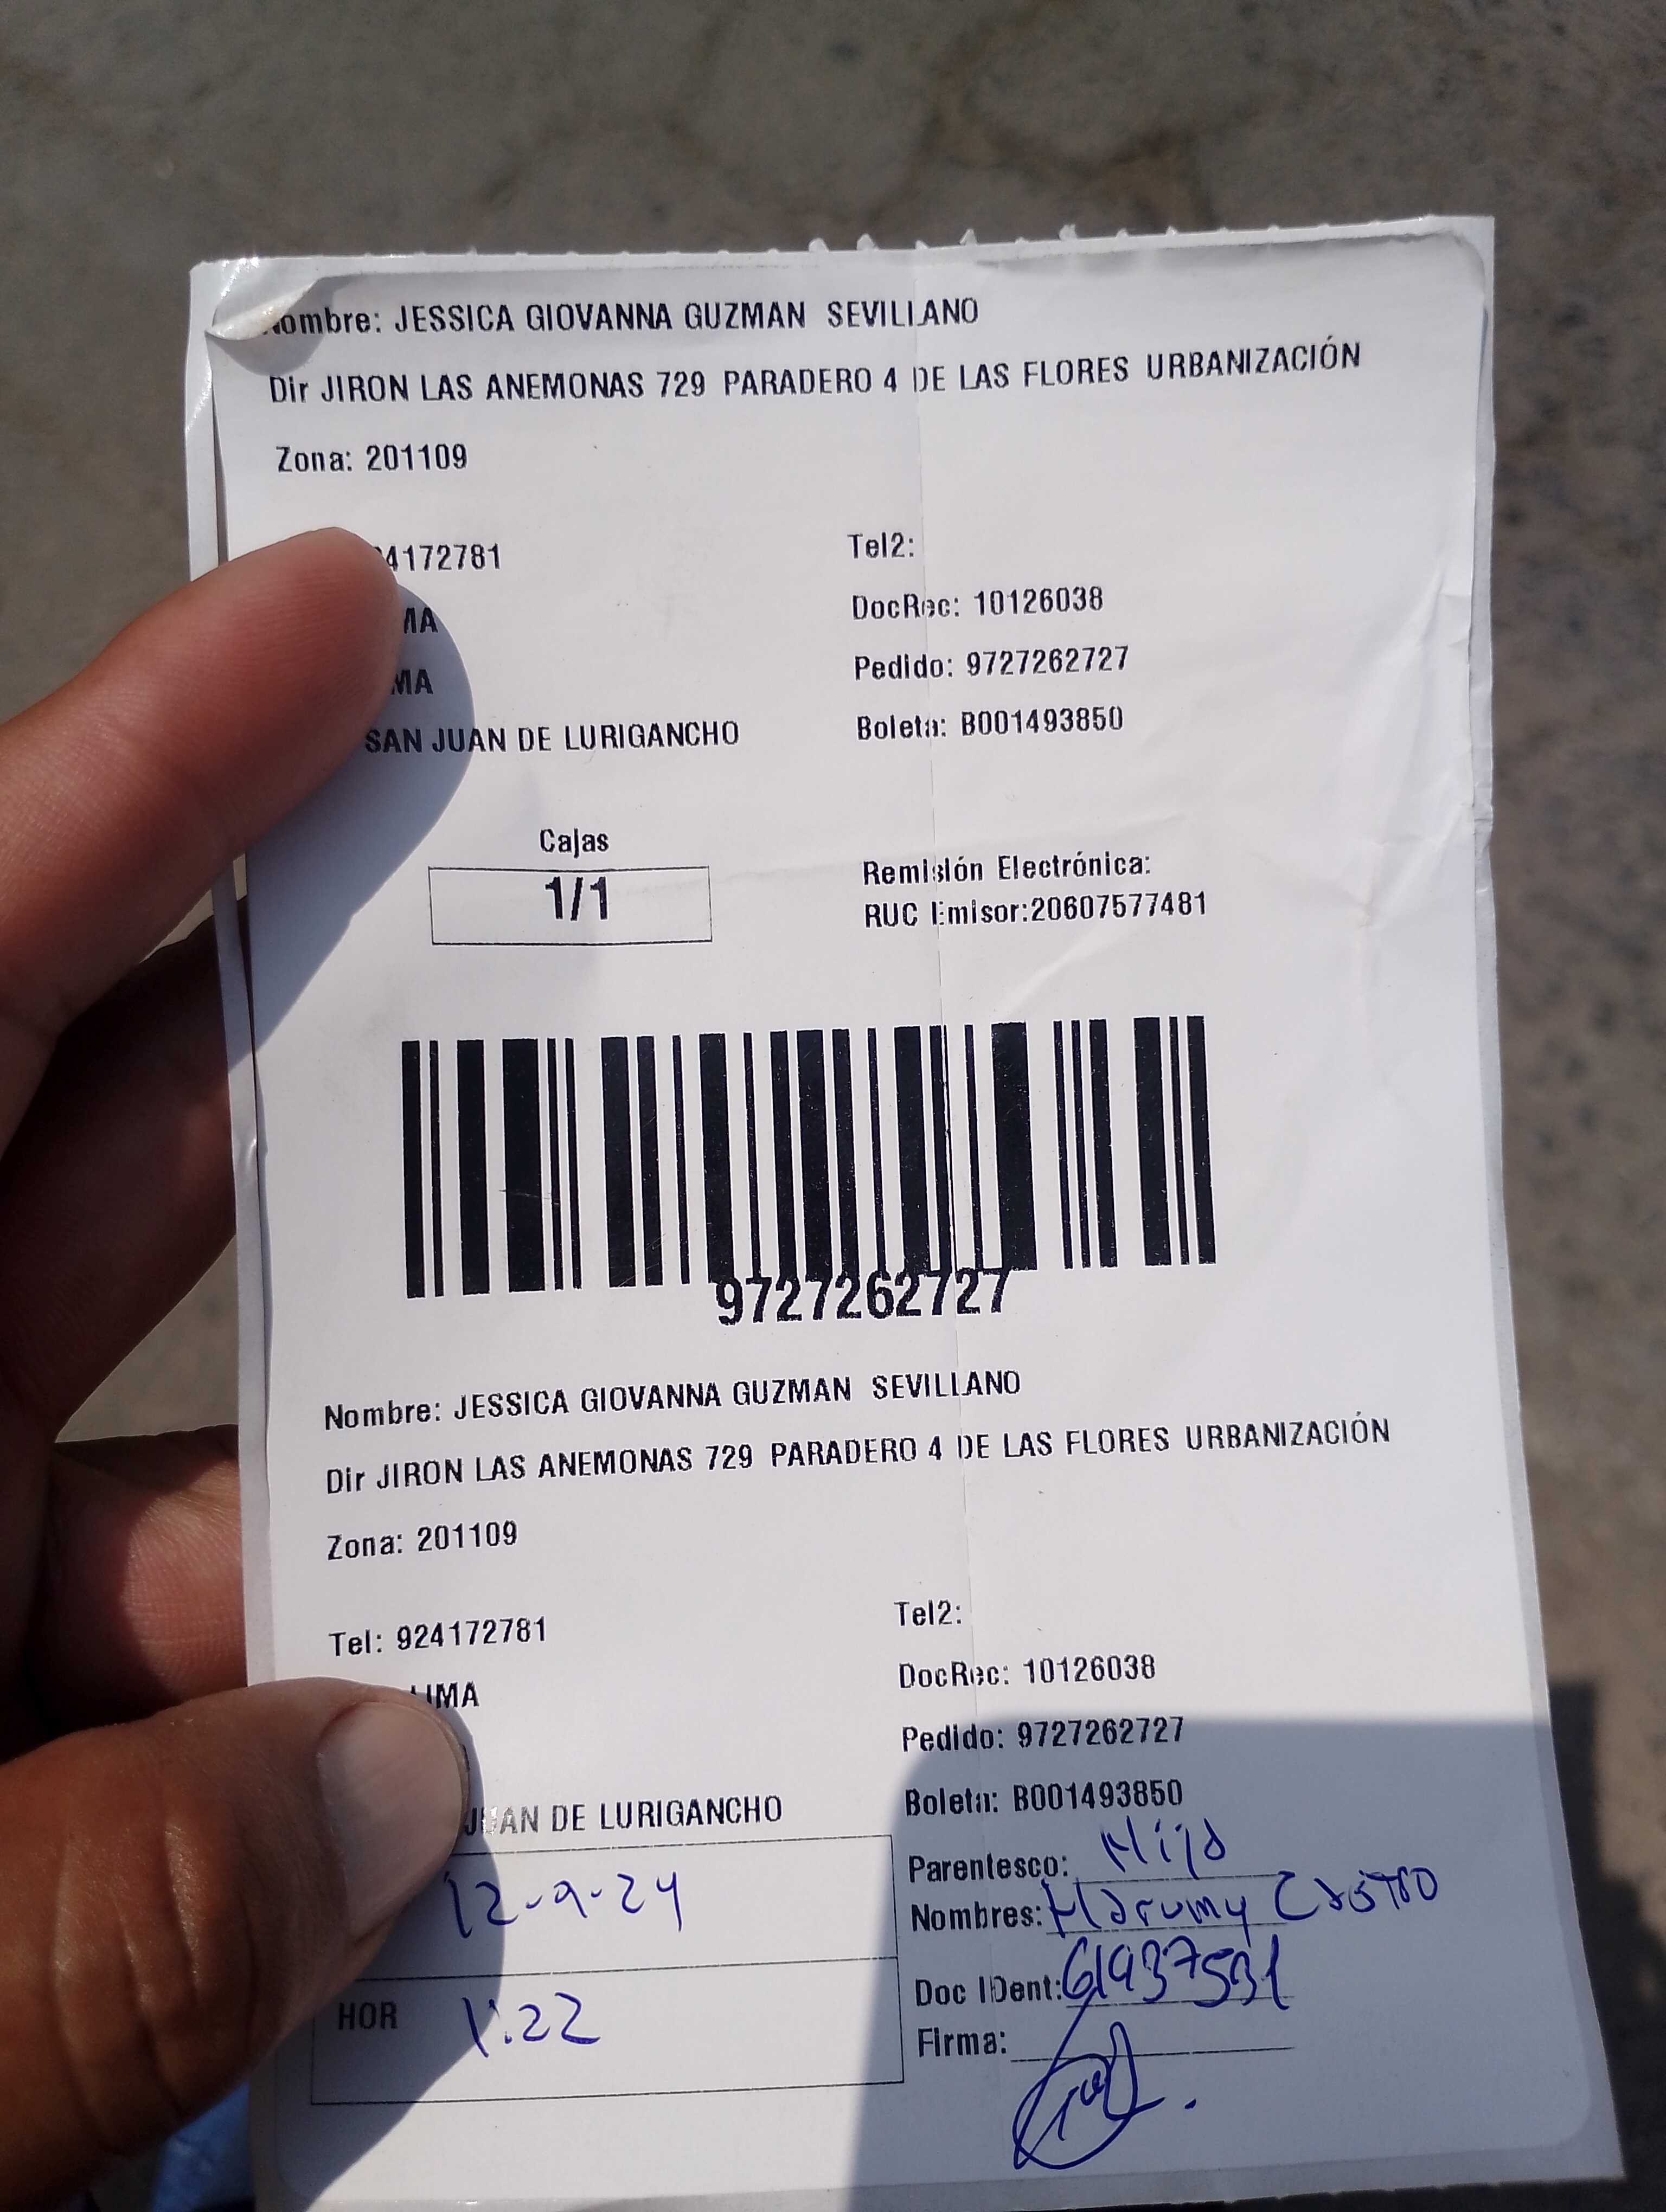 Nombre: JESSICA GIOVANNA GUZMAN SEVILLANO
Dir JIRON LAS ANEMONAS 729 PARADERO 4 DE LAS FLORES URBANIZACIÓN
Zona: 201109
4172781 Tel2:
MA DocRec: 10126038
MA Pedido: 9727262727
SAN JUAN DE LURIGANCHO Boleta: B001493850
Cajas
1/1
Remisión Electrónica:
RUC Emisor:20607577481
9727262727
Nombre: JESSICA GIOVANNA GUZMAN SEVILLANO
Dir JIRON LAS ANEMONAS 729 PARADERO 4 DE LAS FLORES URBANIZACIÓN
Zona: 201109
Tel: 924172781 Tel2:
LIMA DocRec: 10126038
Pedido: 9727262727
JUAN DE LURIGANCHO Boleta: B001493850
12-9-24 Parentesco:
Nombres: Harumy Castro
Doc IDent: 61937531
HOR 1:22 Firma: